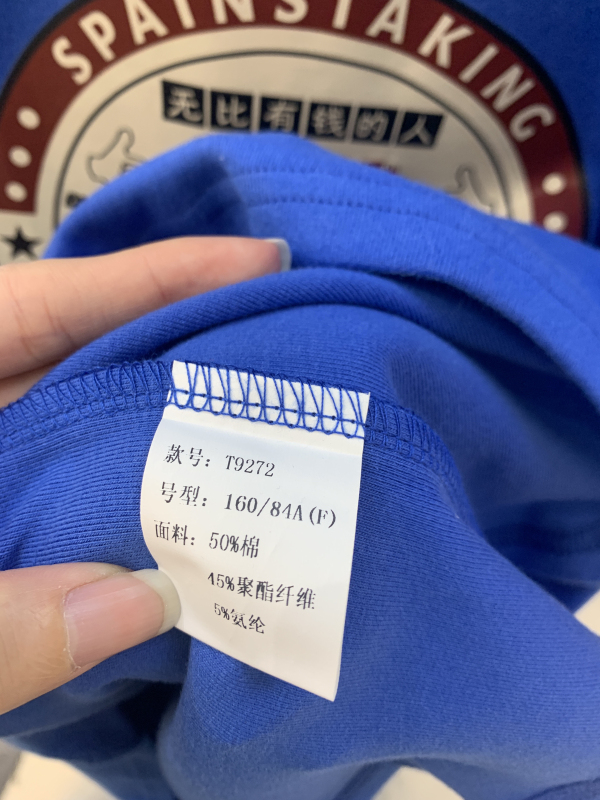 SPAINSTAKING
无比有钱的人
款号: T9272
号型: 160/84A(F)
面料: 50%棉
45%聚酯纤维
5%氨纶